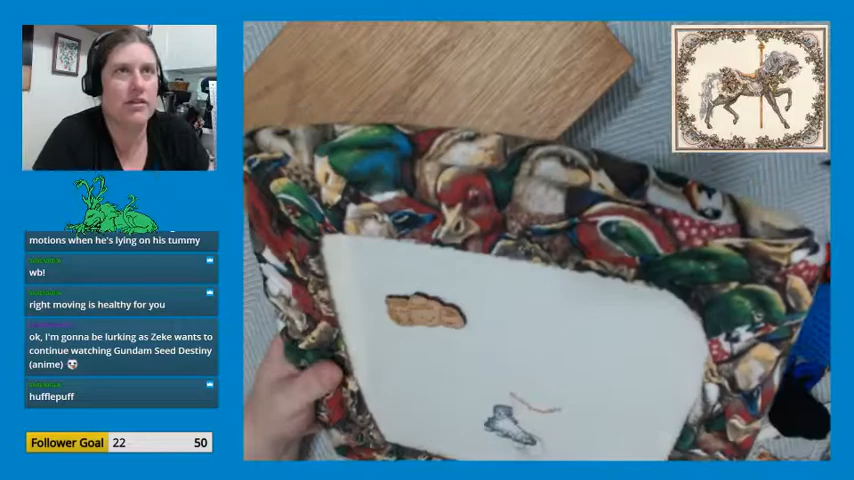 motions when he's lying on his tummy
wb!
right moving is healthy for you
ok, I'm gonna be lurking as Zeke wants to
continue watching Gundam Seed Destiny
(anime)
hufflepuff
Follower Goal 22 50